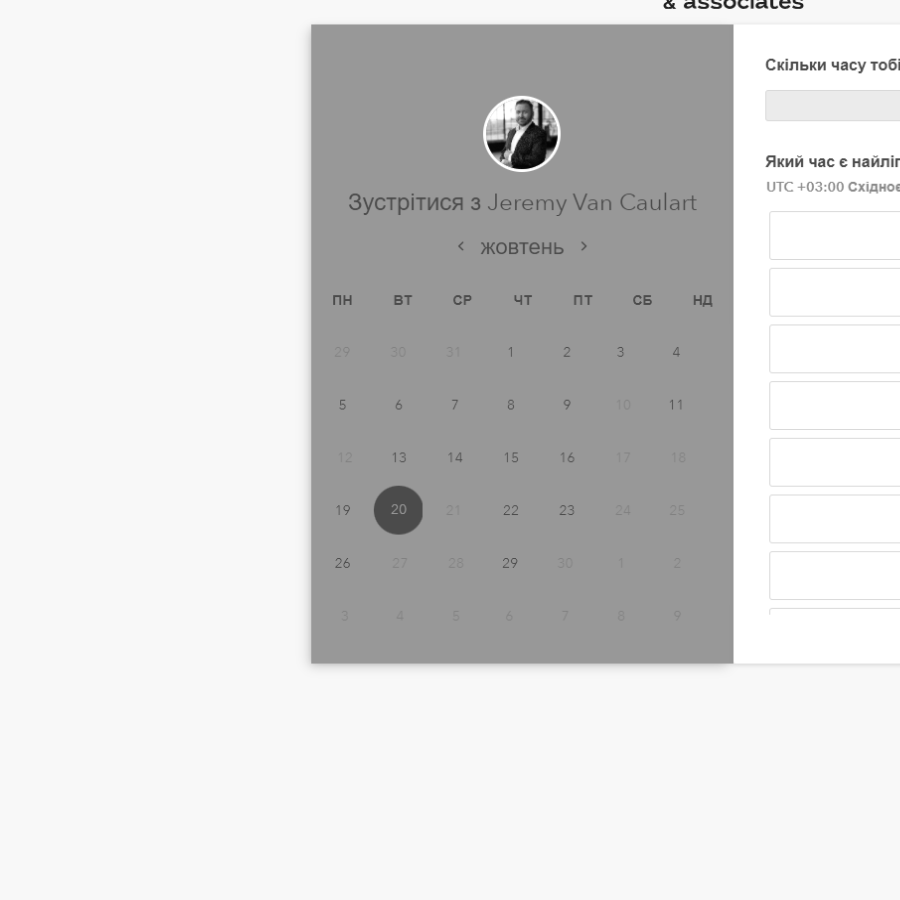 & associates
Зустрітися з Jeremy Van Caulart
жовтень
ПН ВТ СР ЧТ ПТ СБ НД
29 30 31 1 2 3 4
5 6 7 8 9 10 11
12 13 14 15 16 17 18
19 20 21 22 23 24 25
26 27 28 29 30 1 2
3 4 5 6 7 8 9
Скільки часу тобі
Який час є найліп
UTC +03:00 Східноє